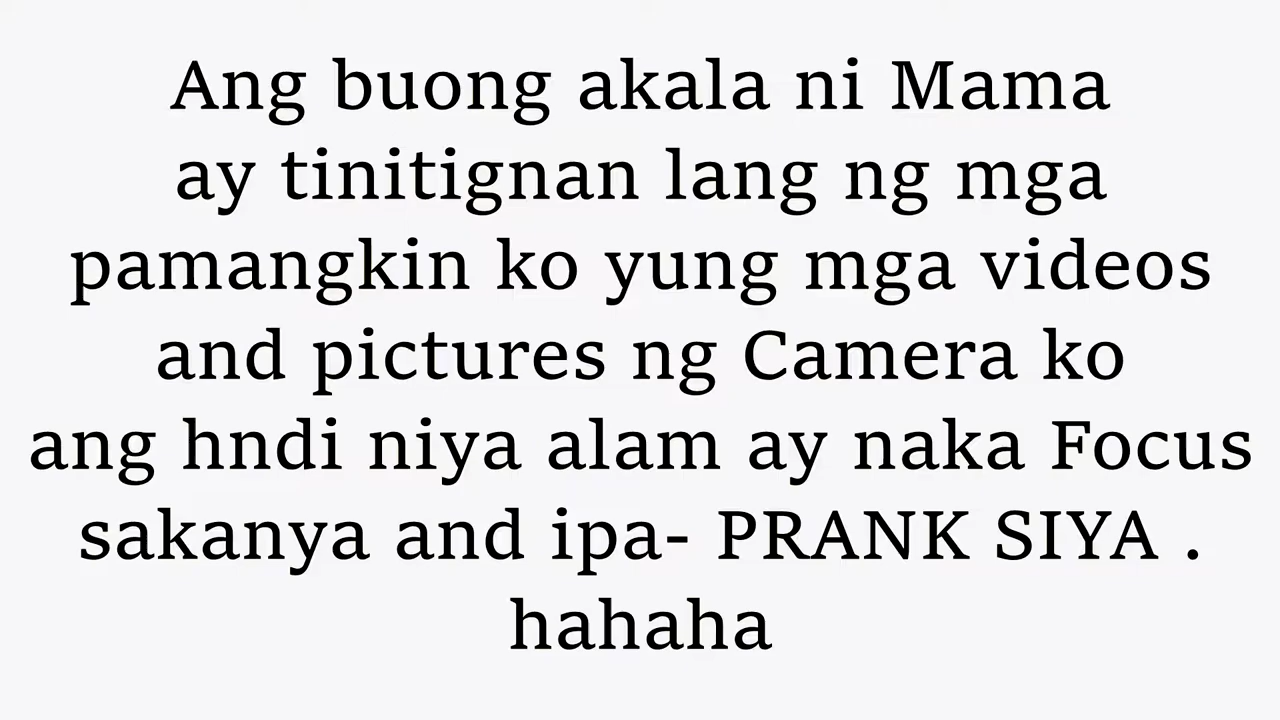 Ang buong akala ni Mama
ay tinitignan lang ng mga
pamangkin ko yung mga videos
and pictures ng Camera ko
ang hndi niya alam ay naka Focus
sakanya and ipa- PRANK SIYA .
hahaha